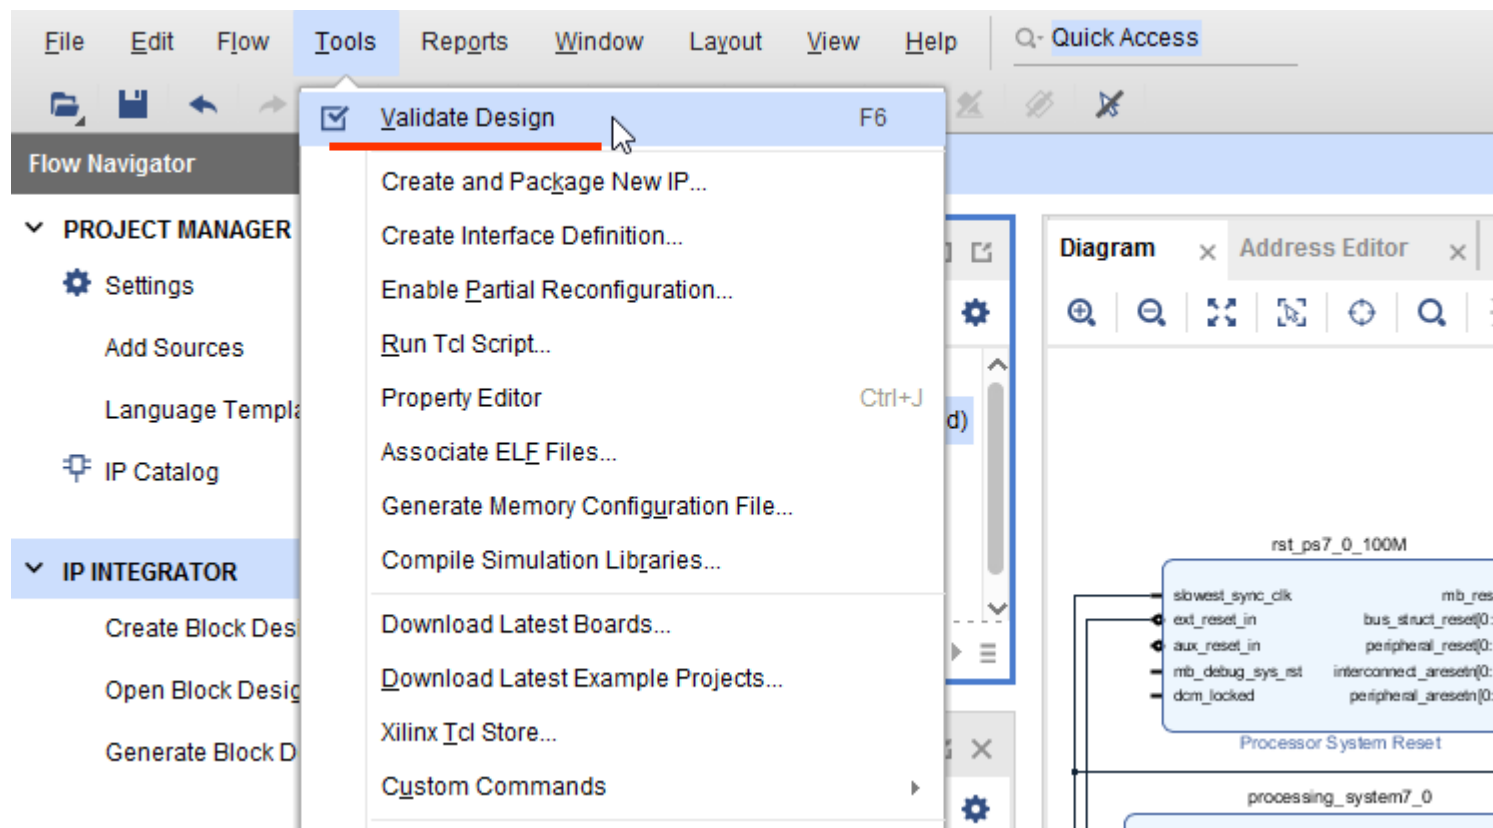 File Edit Flow Tools Reports Window Layout View Help Quick Access
Validate Design F6
Flow Navigator
Create and Package New IP...
PROJECT MANAGER
Create Interface Definition...
Diagram Address Editor
Settings
Enable Partial Reconfiguration...
Add Sources
Run Tcl Script...
Property Editor Ctrl+J
Language Templa
d)
Associate ELF Files...
IP Catalog
Generate Memory Configuration File...
Compile Simulation Libraries...
IP INTEGRATOR
Create Block Des
Download Latest Boards...
Open Block Desig
Download Latest Example Projects...
Xilinx Tcl Store...
Generate Block D
Custom Commands
rst_ps7_0_100M
slowest_sync_clk mb_res
ext_reset_in bus_struct_reset[0:
aux_reset_in peripheral_reset[0:
mb_debug_sys_rst interconnect_aresetn[0:
dcm_locked peripheral_aresetn[0:
Processor System Reset
processing_system7_0